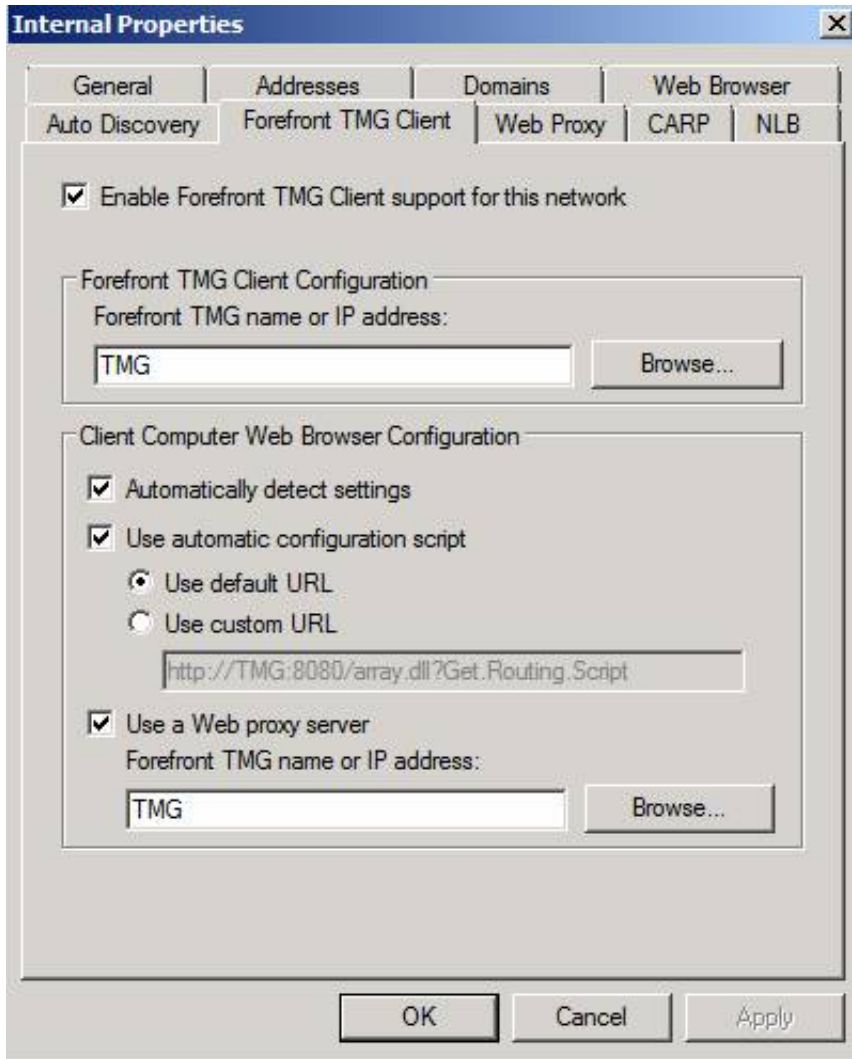 Internal Properties
General Addresses Domains Web Browser
Auto Discovery Forefront TMG Client Web Proxy CARP NLB
Enable Forefront TMG Client support for this network
Forefront TMG Client Configuration
Forefront TMG name or IP address:
TMG Browse...
Client Computer Web Browser Configuration
Automatically detect settings
Use automatic configuration script
Use default URL
Use custom URL
http://TMG:8080/array.dll?Get.Routing.Script
Use a Web proxy server
Forefront TMG name or IP address:
TMG Browse...
OK Cancel Apply